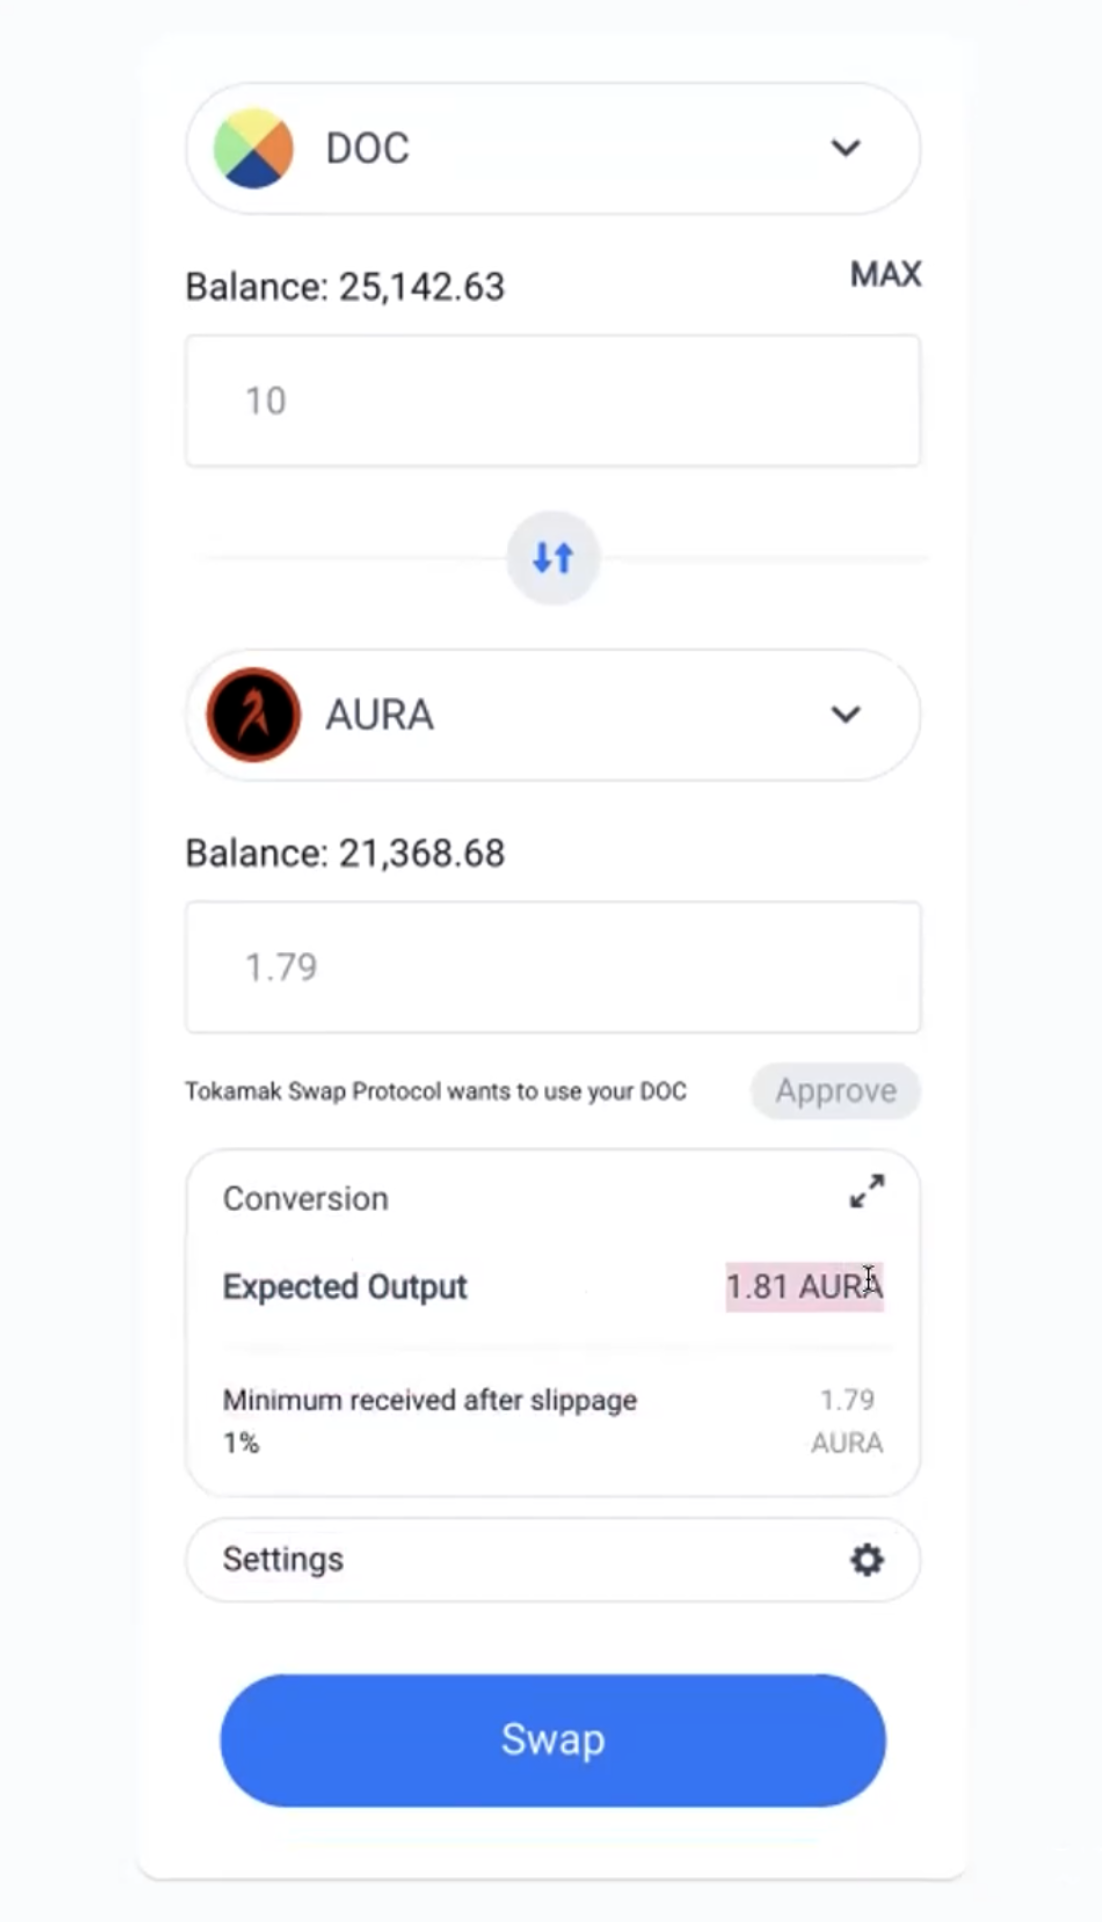 DOC
Balance: 25,142.63
MAX
10
AURA
Balance: 21,368.68
1.79
Tokamak Swap Protocol wants to use your DOC
Approve
Conversion
Expected Output
1.81 AURA
Minimum received after slippage
1%
1.79
AURA
Settings
Swap